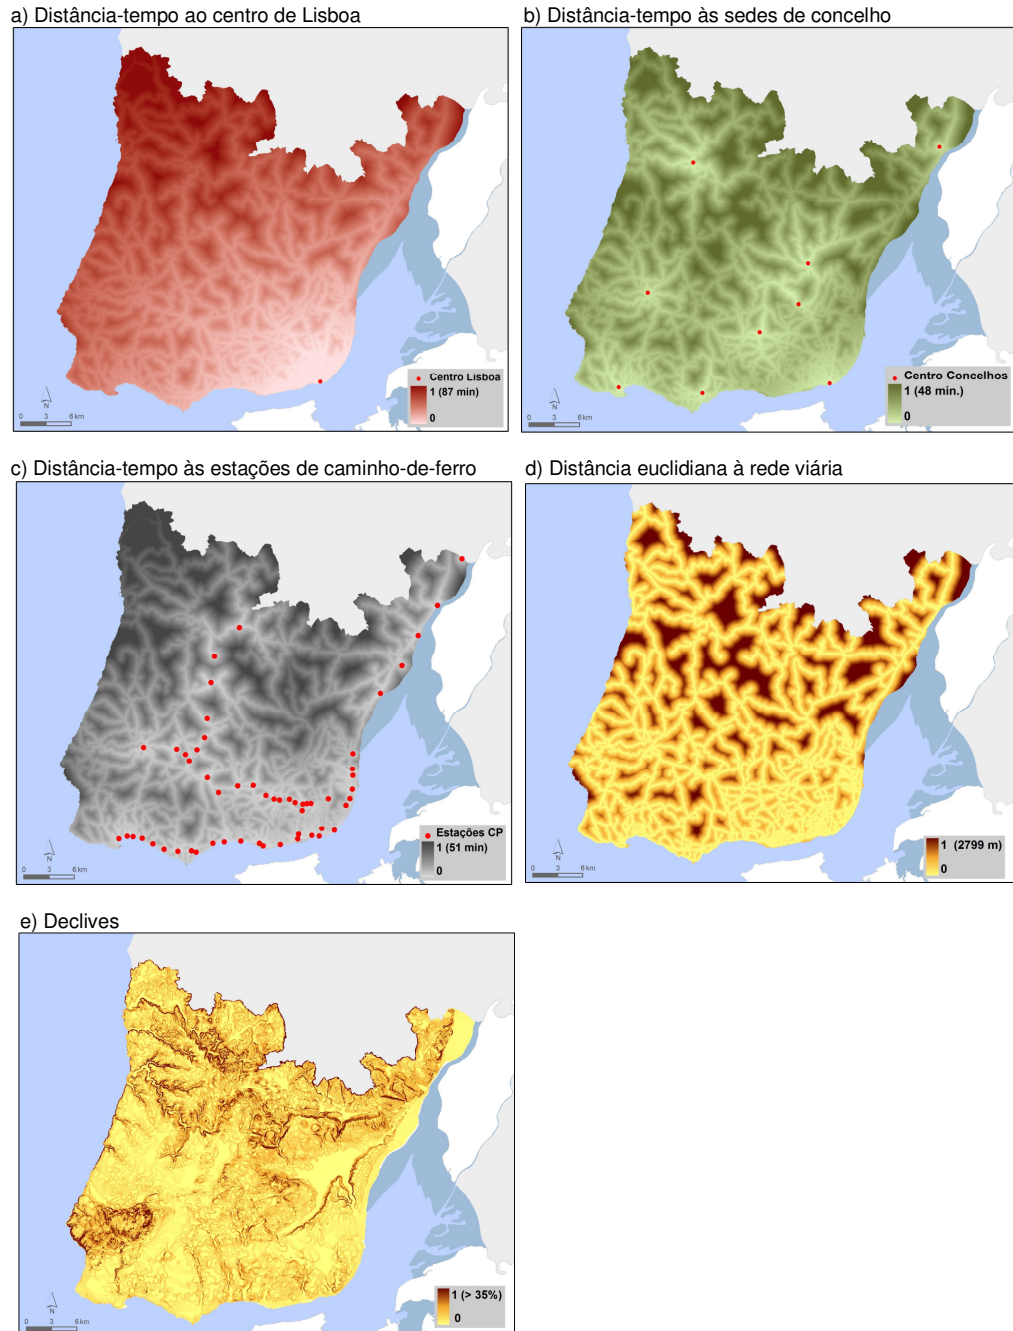 a) Distância-tempo ao centro de Lisboa
Centro Lisboa
1 (87 min)
0
N
0 3 6 km
b) Distância-tempo às sedes de concelho
Centro Concelhos
1 (48 min.)
0
N
0 3 6 km
c) Distância-tempo às estações de caminho-de-ferro
Estações CP
1 (51 min)
0
N
0 3 6 km
d) Distância euclidiana à rede viária
1 (2799 m)
0
N
0 3 6 km
e) Declives
1 (> 35%)
0
N
0 3 6 km